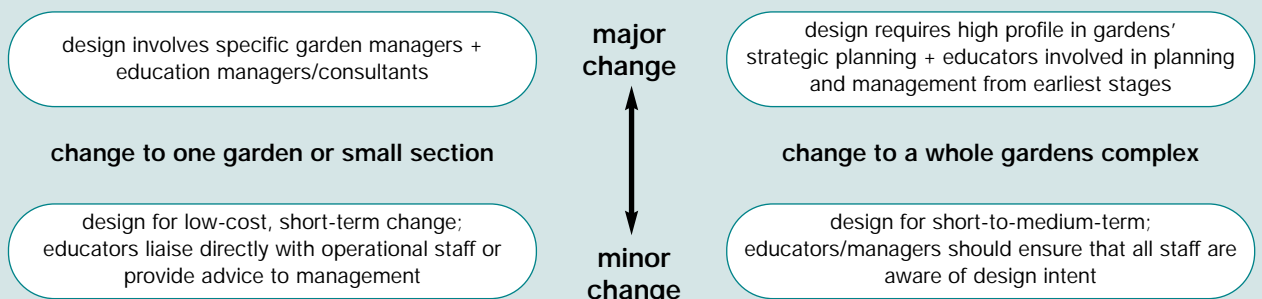 design involves specific garden managers +
education managers/consultants
major
change
design requires high profile in gardens’
strategic planning + educators involved in planning
and management from earliest stages
change to one garden or small section
change to a whole gardens complex
design for low-cost, short-term change;
educators liaise directly with operational staff or
provide advice to management
minor
change
design for short-to-medium-term;
educators/managers should ensure that all staff are
aware of design intent